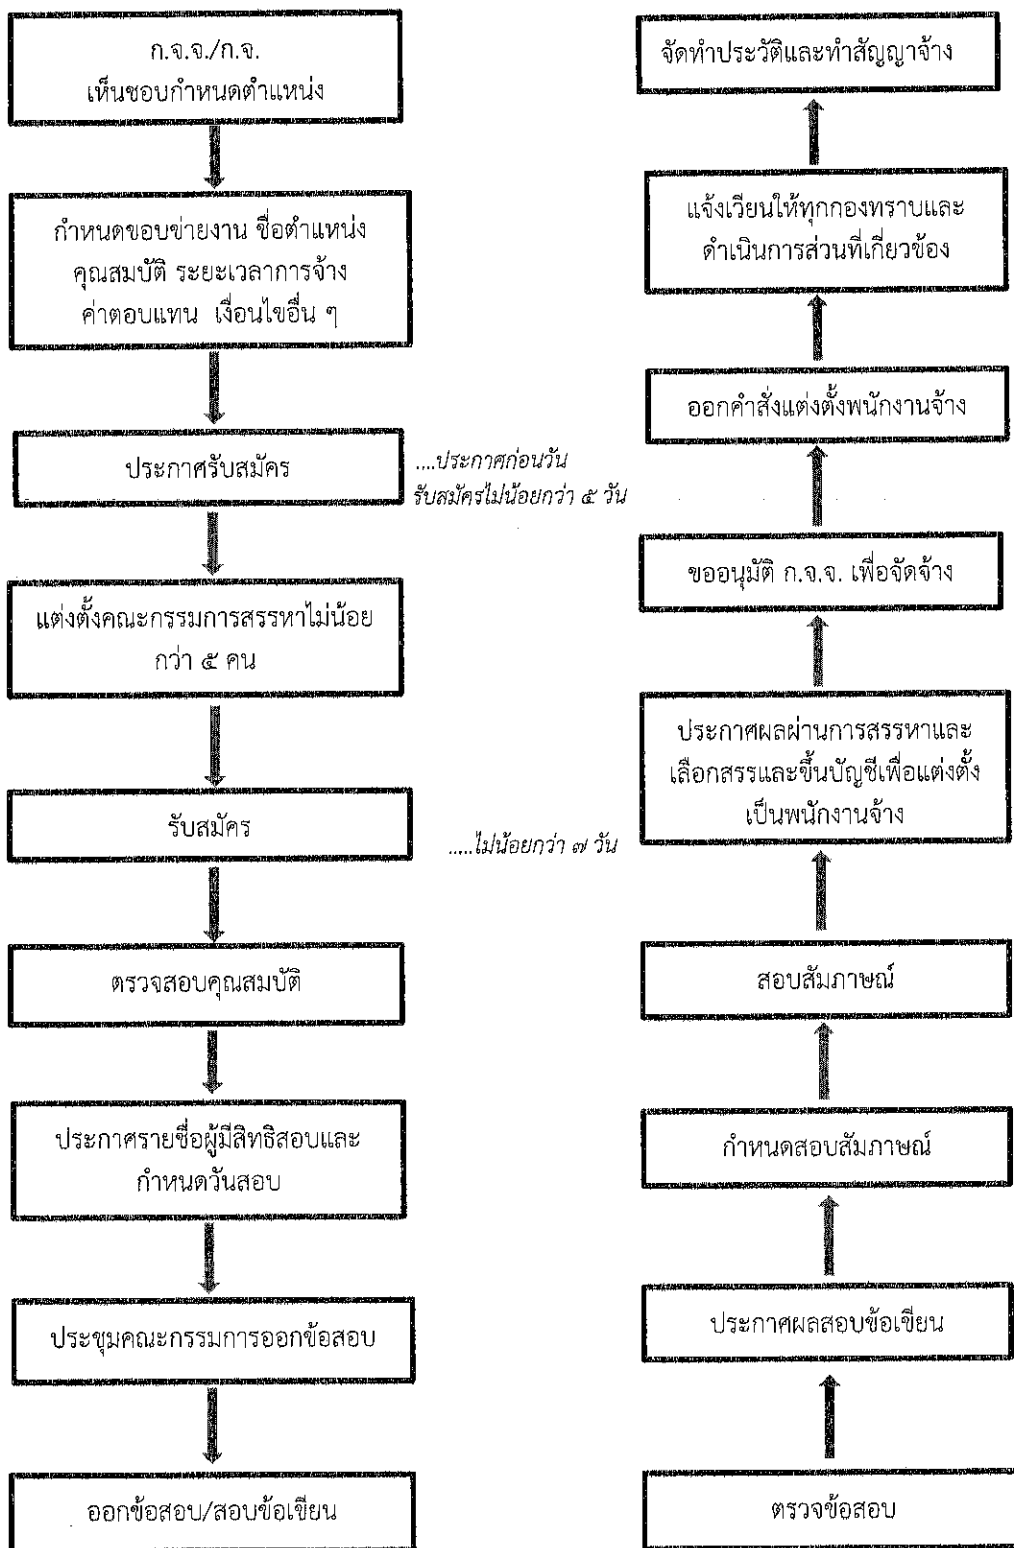 ก.จ.จ./ก.จ.
เห็นชอบกำหนดตำแหน่ง
กำหนดขอบข่ายงาน ชื่อตำแหน่ง
คุณสมบัติ ระยะเวลาการจ้าง
ค่าตอบแทน เงื่อนไขอื่น ๆ
ประกาศรับสมัคร
....ประกาศก่อนวัน
รับสมัครไม่น้อยกว่า ๕ วัน
แต่งตั้งคณะกรรมการสรรหาไม่น้อย
กว่า ๕ คน
รับสมัคร
.....ไม่น้อยกว่า ๗ วัน
ตรวจสอบคุณสมบัติ
ประกาศรายชื่อผู้มีสิทธิสอบและ
กำหนดวันสอบ
ประชุมคณะกรรมการออกข้อสอบ
ออกข้อสอบ/สอบข้อเขียน
ตรวจข้อสอบ
ประกาศผลสอบข้อเขียน
กำหนดสอบสัมภาษณ์
สอบสัมภาษณ์
ประกาศผลผ่านการสรรหาและ
เลือกสรรและขึ้นบัญชีเพื่อแต่งตั้ง
เป็นพนักงานจ้าง
ขออนุมัติ ก.จ.จ. เพื่อจัดจ้าง
ออกคำสั่งแต่งตั้งพนักงานจ้าง
แจ้งเวียนให้ทุกกองทราบและ
ดำเนินการส่วนที่เกี่ยวข้อง
จัดทำประวัติและทำสัญญาจ้าง